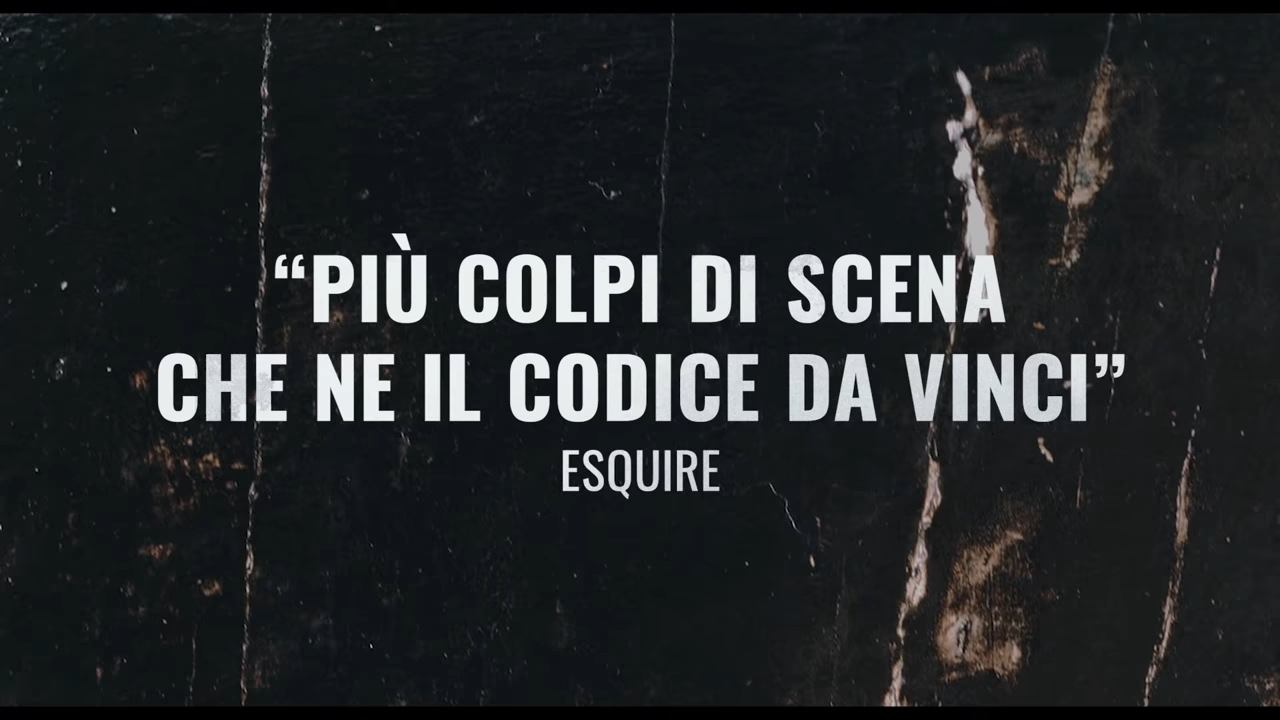 “PIÙ COLPI DI SCENA
CHE NE IL CODICE DA VINCI”
ESQUIRE